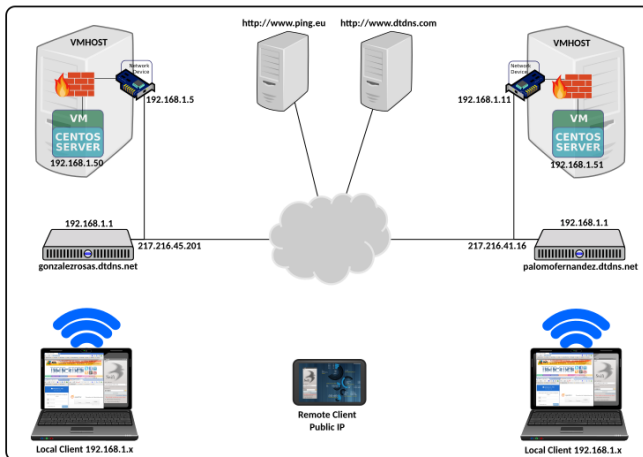 http://www.ping.eu
http://www.dtdns.com
VMHOST
Network
Device
192.168.1.5
VM
CENTOS
SERVER
192.168.1.50
VMHOST
Network
Device
192.168.1.11
VM
CENTOS
SERVER
192.168.1.51
192.168.1.1
217.216.45.201
gonzalezrosas.dtdns.net
192.168.1.1
217.216.41.16
palomofernandez.dtdns.net
Local Client 192.168.1.x
Remote Client
Public IP
Local Client 192.168.1.x